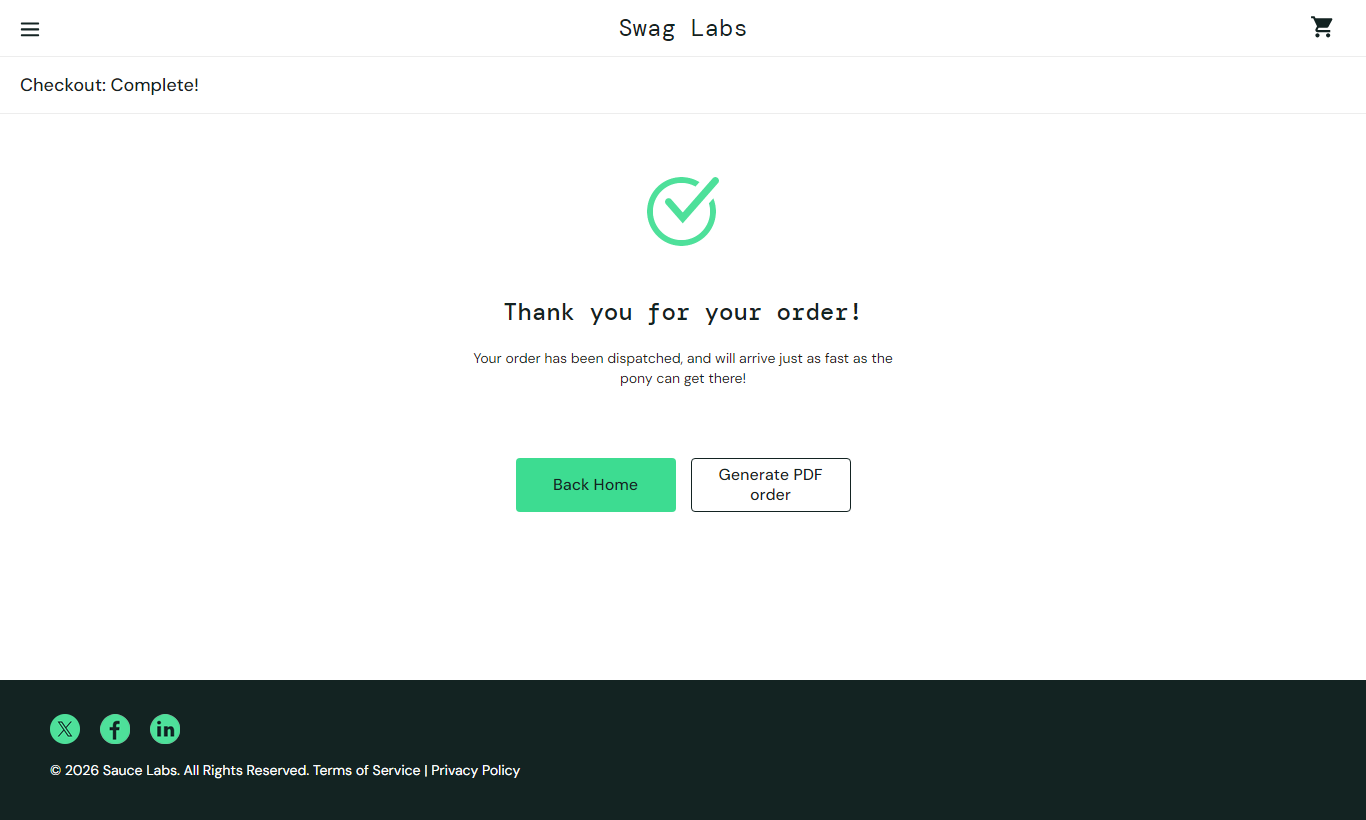 Swag Labs
Checkout: Complete!
Thank you for your order!
Your order has been dispatched, and will arrive just as fast as the
pony can get there!
Back Home
Generate PDF
order
© 2026 Sauce Labs. All Rights Reserved. Terms of Service | Privacy Policy